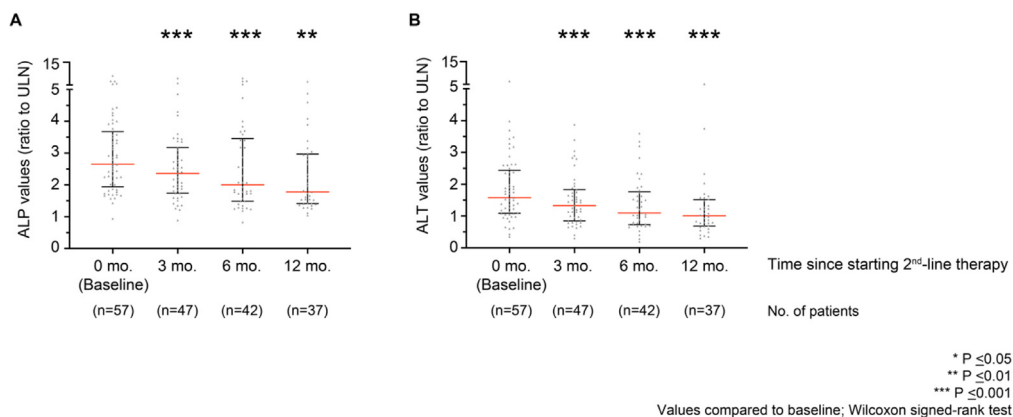 A
*** *** **
ALP values (ratio to ULN)
15
5
5
4
3
2
1
0
0 mo. 3 mo. 6 mo. 12 mo.
(Baseline)
(n=57) (n=47) (n=42) (n=37)
B
*** *** ***
ALT values (ratio to ULN)
15
5
5
4
3
2
1
0
0 mo. 3 mo. 6 mo. 12 mo.
(Baseline)
(n=57) (n=47) (n=42) (n=37)
Time since starting 2nd-line therapy
No. of patients
* P ≤0.05
** P ≤0.01
*** P ≤0.001
Values compared to baseline; Wilcoxon signed-rank test